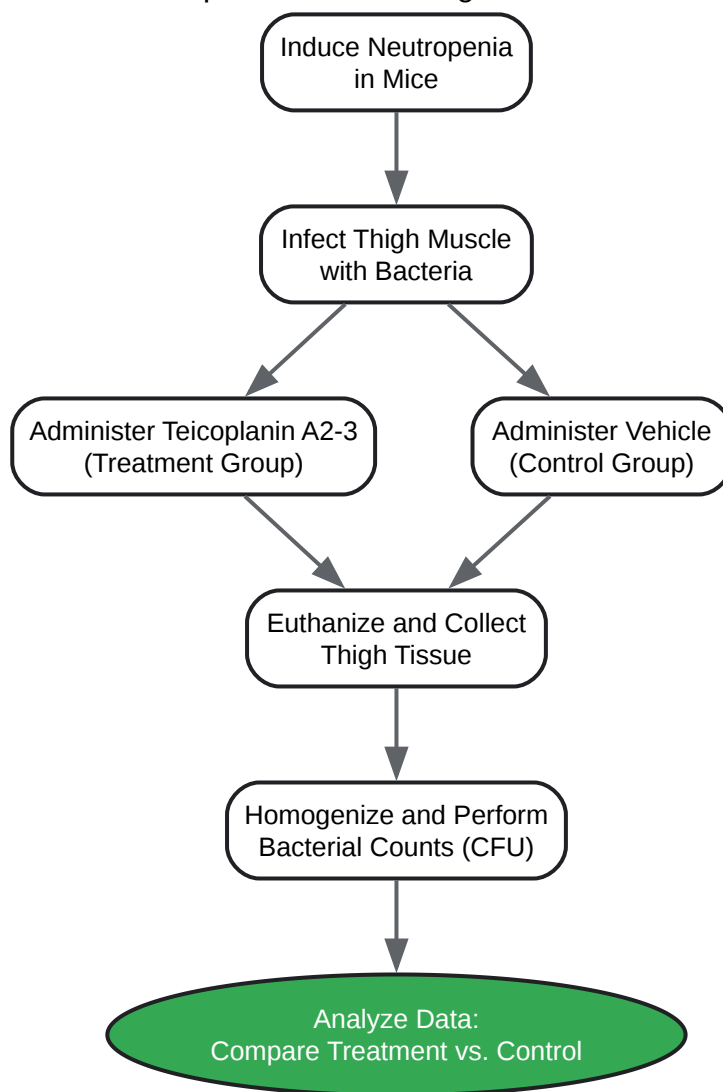 Induce Neutropenia
in Mice
Infect Thigh Muscle
with Bacteria
Administer Teicoplanin A2-3
(Treatment Group)
Administer Vehicle
(Control Group)
Euthanize and Collect
Thigh Tissue
Homogenize and Perform
Bacterial Counts (CFU)
Analyze Data:
Compare Treatment vs. Control